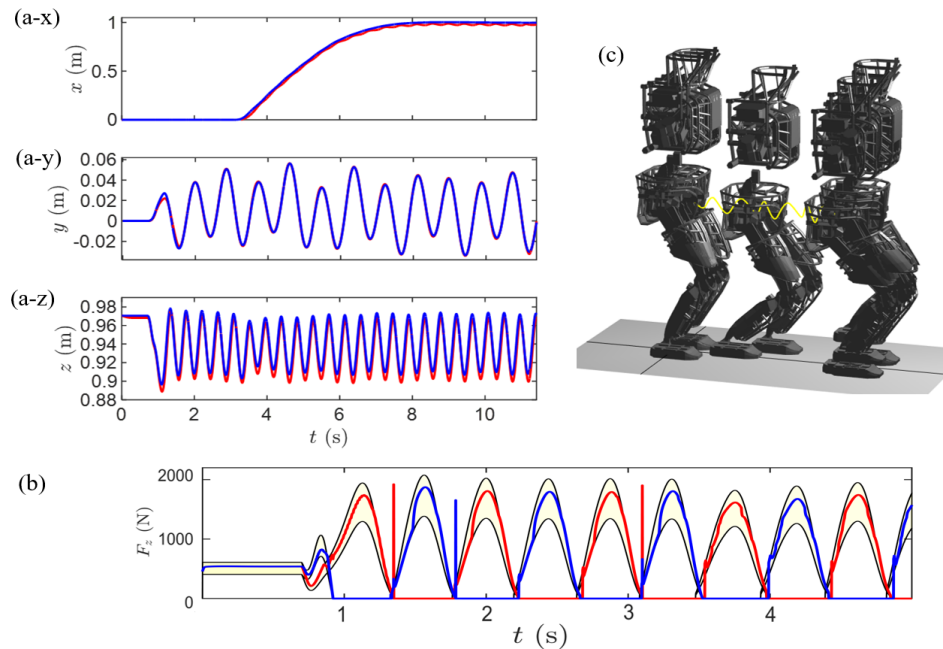 (a-x)
1
0.5
0
x (m)
(a-y)
0.06
0.04
0.02
0
-0.02
y (m)
(a-z)
0.98
0.96
0.94
0.92
0.9
0.88
z (m)
0 2 4 6 8 10
t (s)
(c)
(b)
2000
1000
0
F_z (N)
1 2 3 4
t (s)